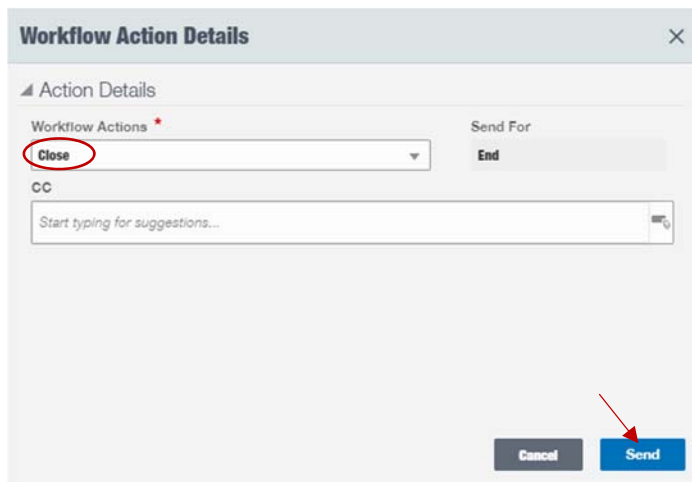 Workflow Action Details
Action Details
Workflow Actions *
Send For
Close
End
CC
Start typing for suggestions...
Cancel
Send